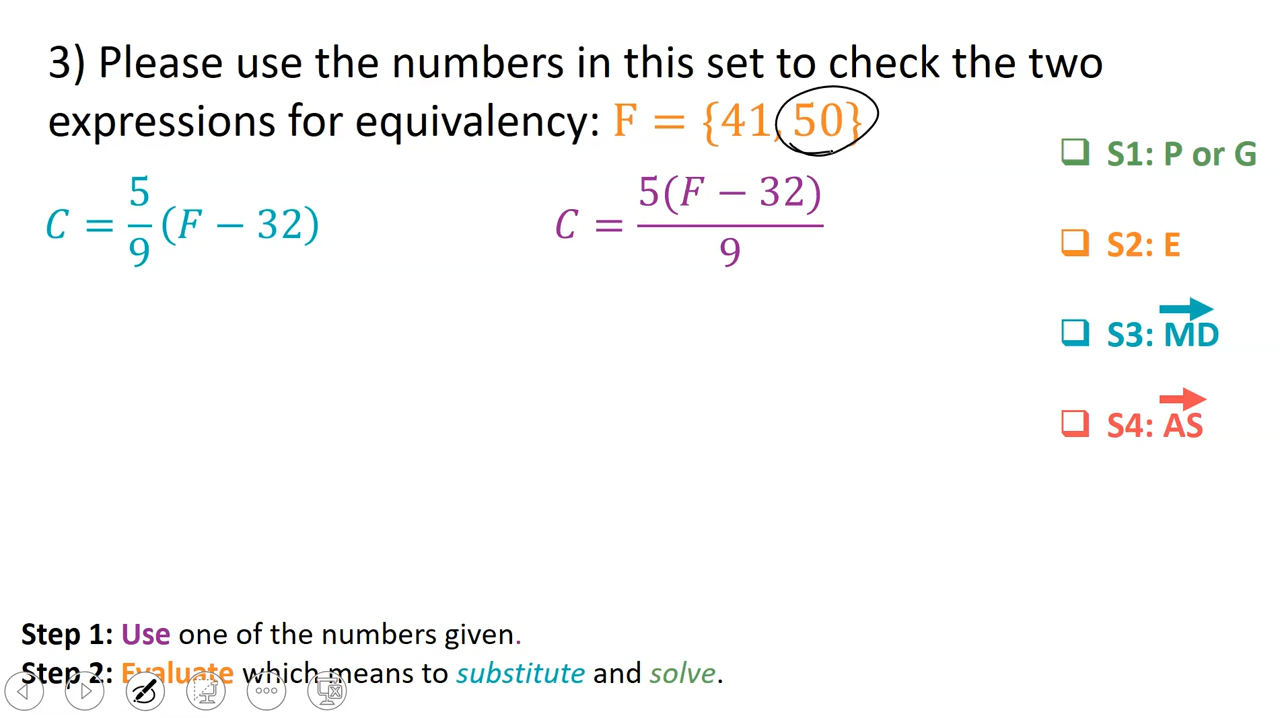 3) Please use the numbers in this set to check the two
expressions for equivalency: F = {41, 50}
C = 5/9 (F − 32)
C = 5(F − 32)/9
S1: P or G
S2: E
S3: MD
S4: AS
Step 1: Use one of the numbers given.
Step 2: Evaluate which means to substitute and solve.